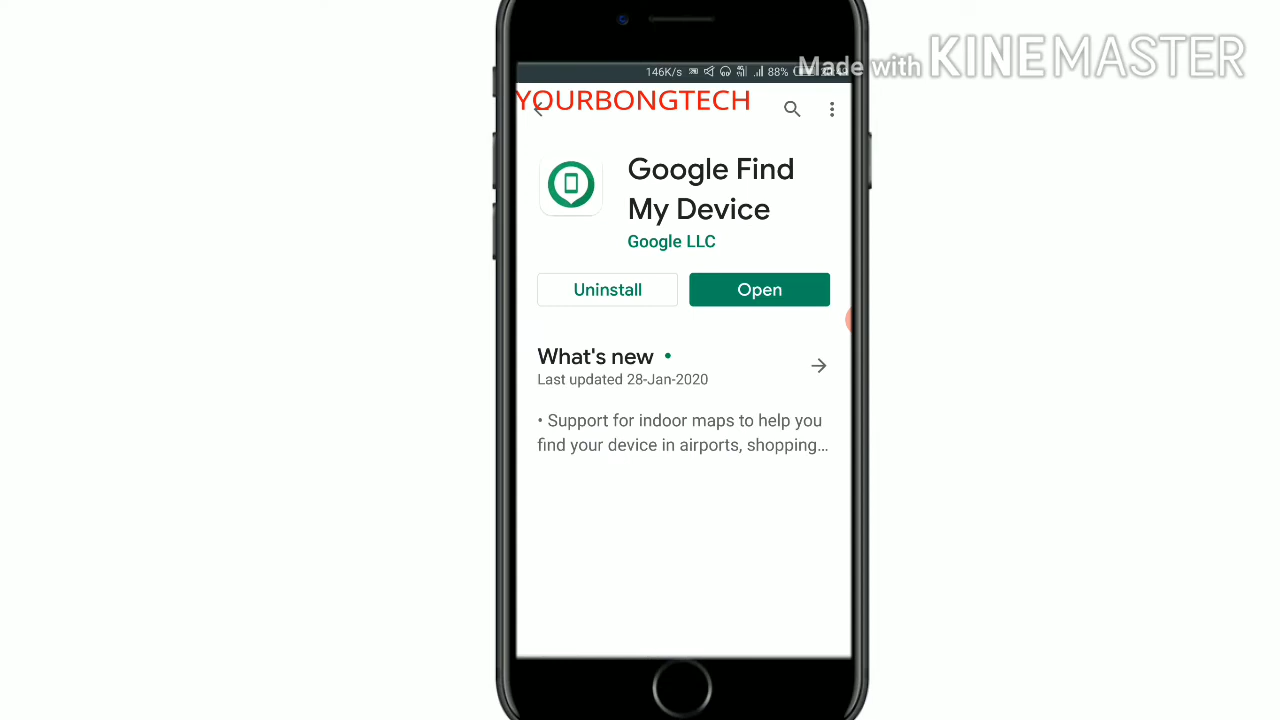 Made with KINEMASTER
146K/s 88%
YOURBONGTECH
Google Find
My Device
Google LLC
Uninstall Open
What's new
Last updated 28-Jan-2020
• Support for indoor maps to help you
find your device in airports, shopping...